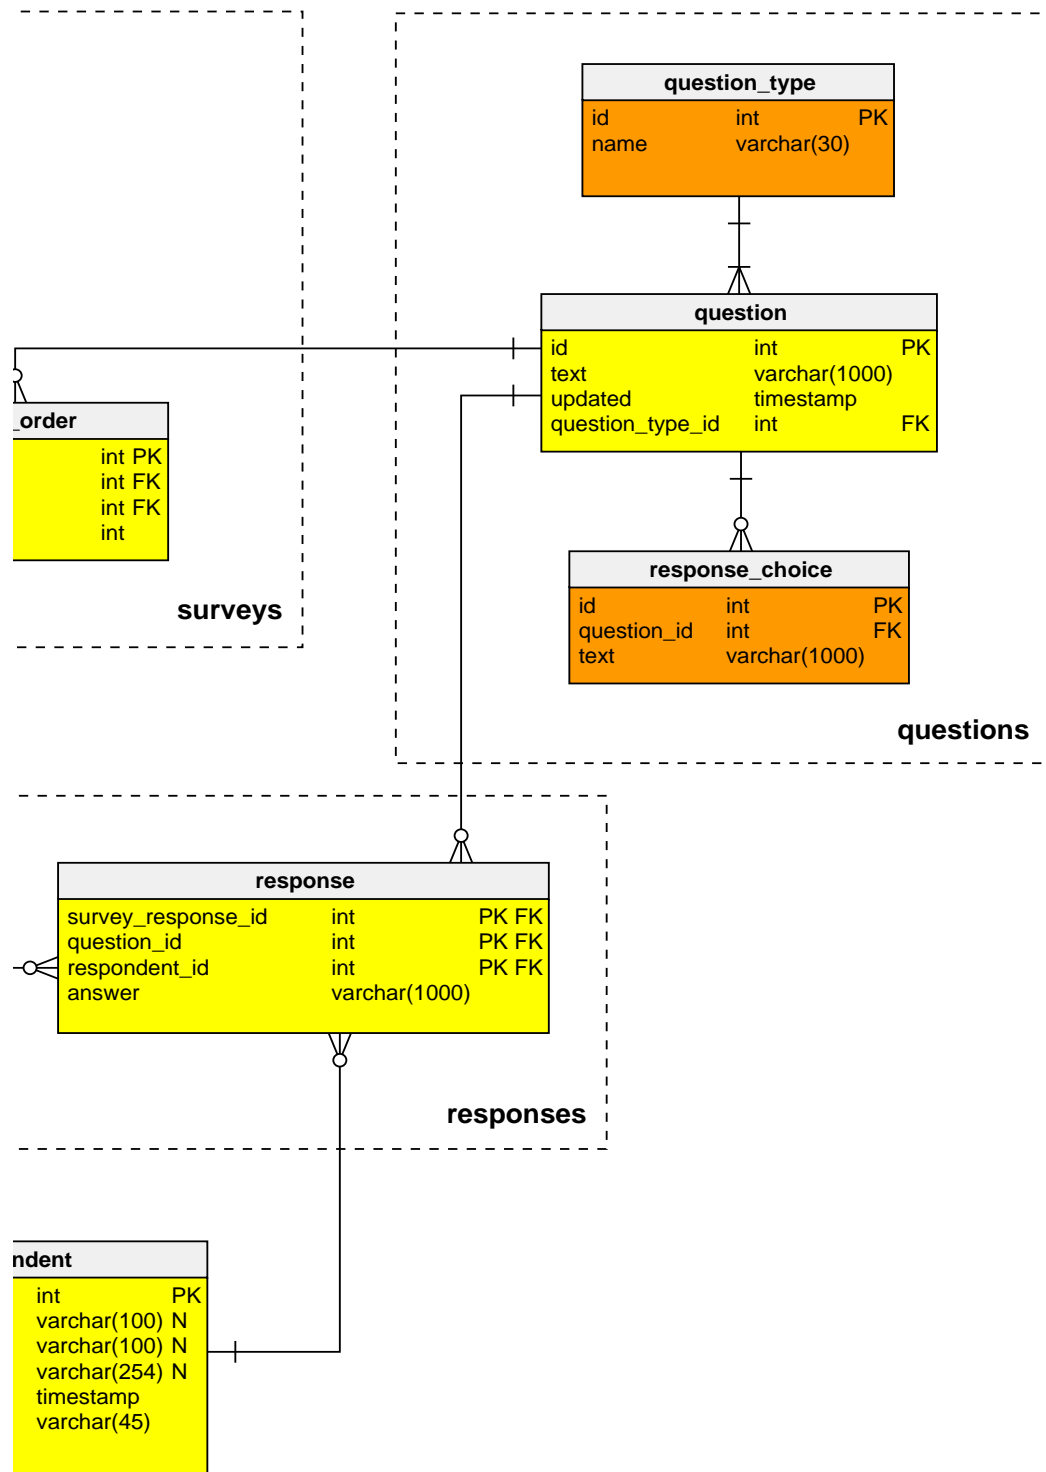 question_type
id int PK
name varchar(30)
question
id int PK
text varchar(1000)
updated timestamp
question_type_id int FK
_order
int PK
int FK
int FK
int
response_choice
id int PK
question_id int FK
text varchar(1000)
surveys
questions
response
survey_response_id int PK FK
question_id int PK FK
respondent_id int PK FK
answer varchar(1000)
responses
ndent
int PK
varchar(100) N
varchar(100) N
varchar(254) N
timestamp
varchar(45)